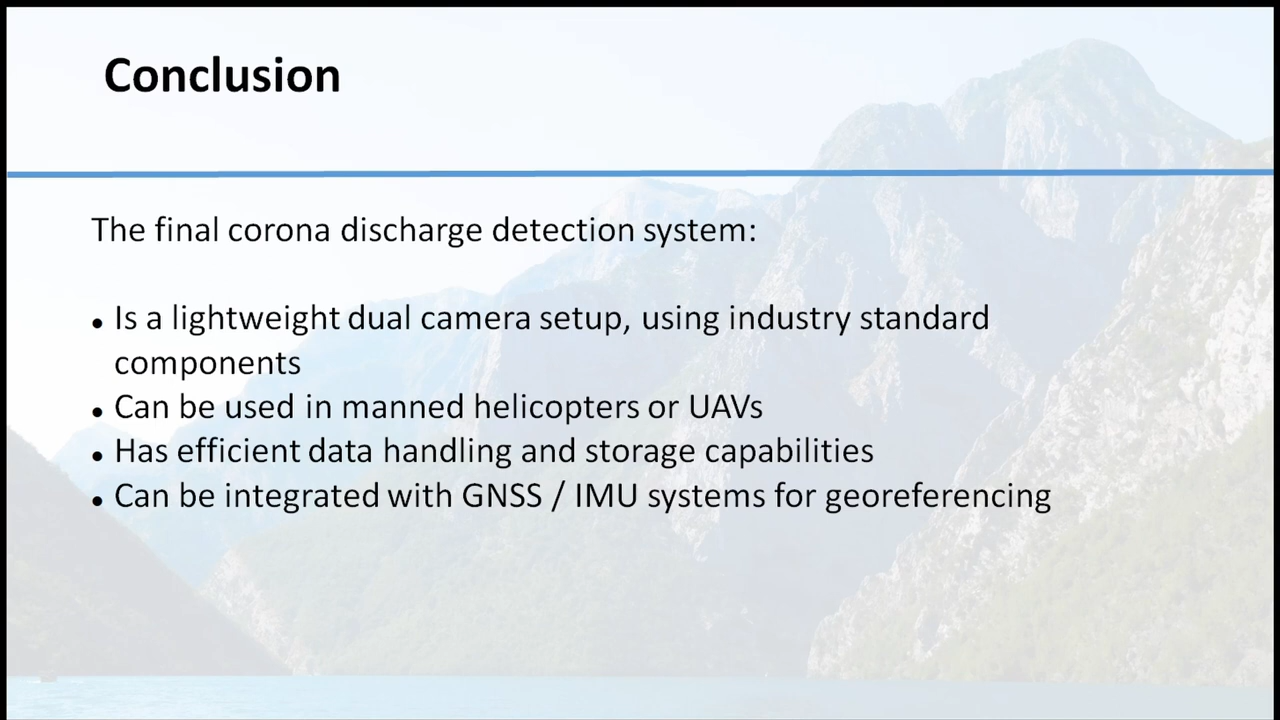 Conclusion
The final corona discharge detection system:
• Is a lightweight dual camera setup, using industry standard
components
• Can be used in manned helicopters or UAVs
• Has efficient data handling and storage capabilities
• Can be integrated with GNSS / IMU systems for georeferencing